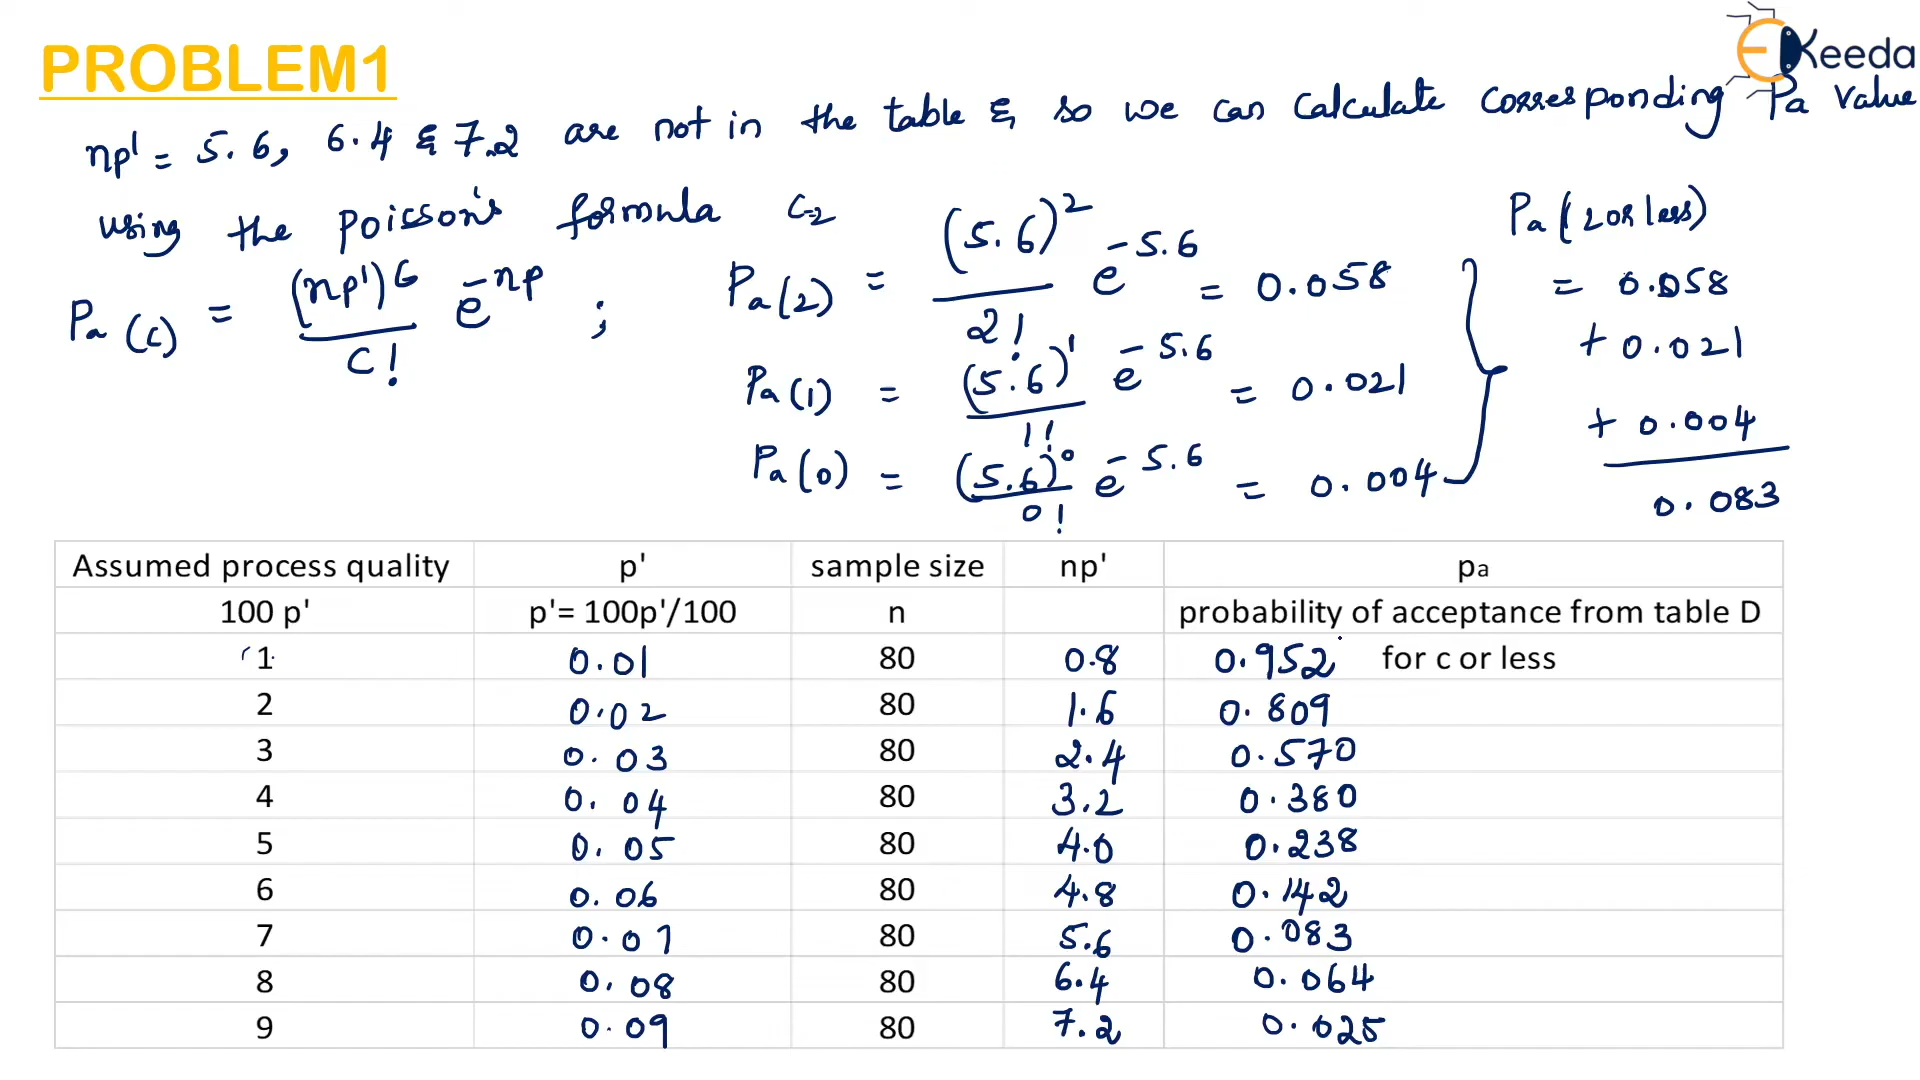 PROBLEM1
EKeeda
np' = 5.6, 6.4 & 7.2 are not in the table & so we can calculate corresponding Pa value
using the poisson's formula c=2
Pa (c) = (np')^c / c! e^-np ;
Pa(2) = (5.6)^2 / 2! e^-5.6 = 0.058
Pa(1) = (5.6)^1 / 1! e^-5.6 = 0.021
Pa(0) = (5.6)^0 / 0! e^-5.6 = 0.004
Pa (2 or less)
= 0.058
+ 0.021
+ 0.004
0.083
Assumed process quality p' sample size np' pa
100 p' p'= 100p'/100 n probability of acceptance from table D
1 0.01 80 0.8 0.952 for c or less
2 0.02 80 1.6 0.809
3 0.03 80 2.4 0.570
4 0.04 80 3.2 0.380
5 0.05 80 4.0 0.238
6 0.06 80 4.8 0.142
7 0.07 80 5.6 0.083
8 0.08 80 6.4 0.064
9 0.09 80 7.2 0.025